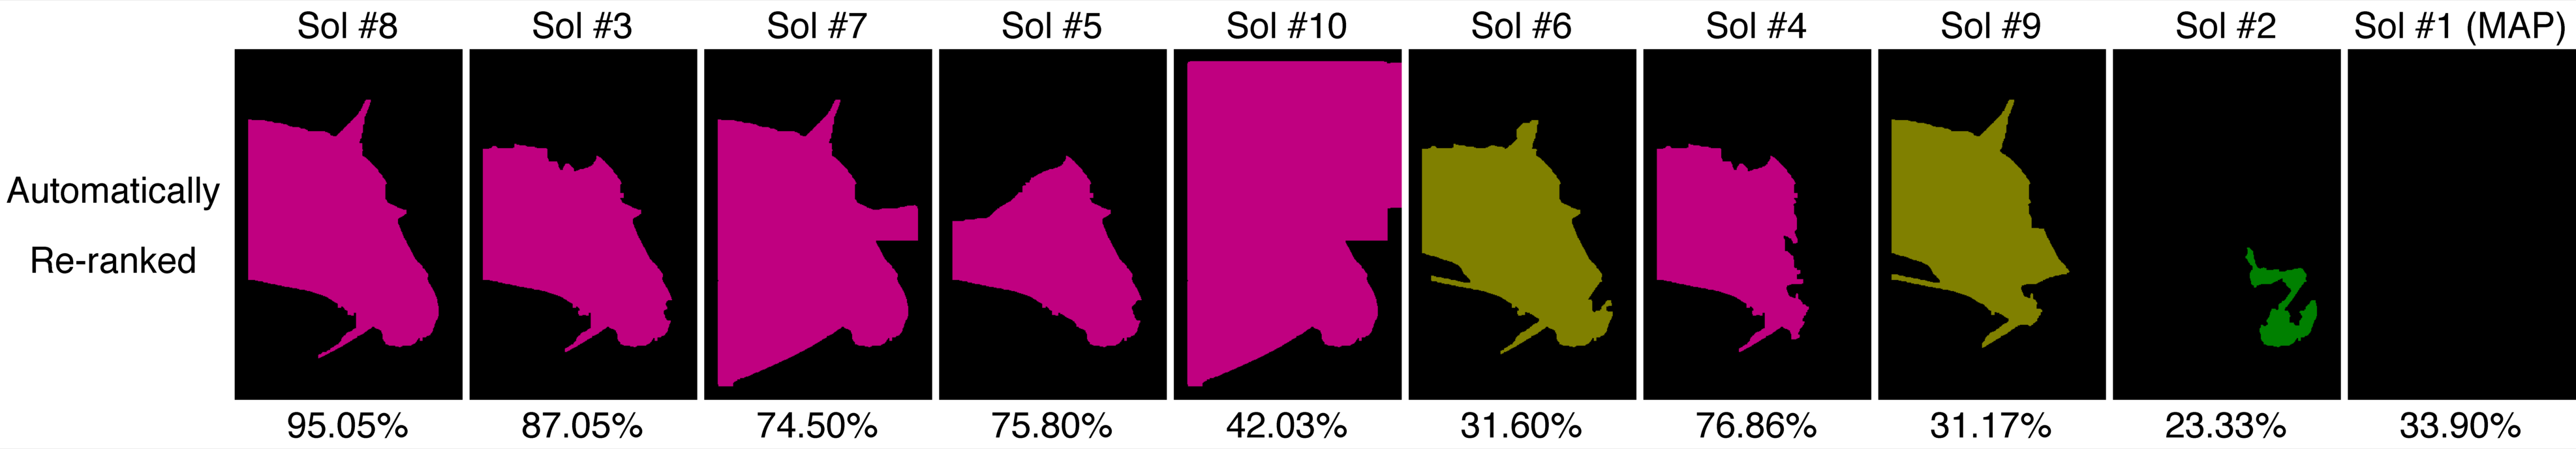 Sol #8 Sol #3 Sol #7 Sol #5 Sol #10 Sol #6 Sol #4 Sol #9 Sol #2 Sol #1 (MAP)
Automatically
Re-ranked
95.05% 87.05% 74.50% 75.80% 42.03% 31.60% 76.86% 31.17% 23.33% 33.90%